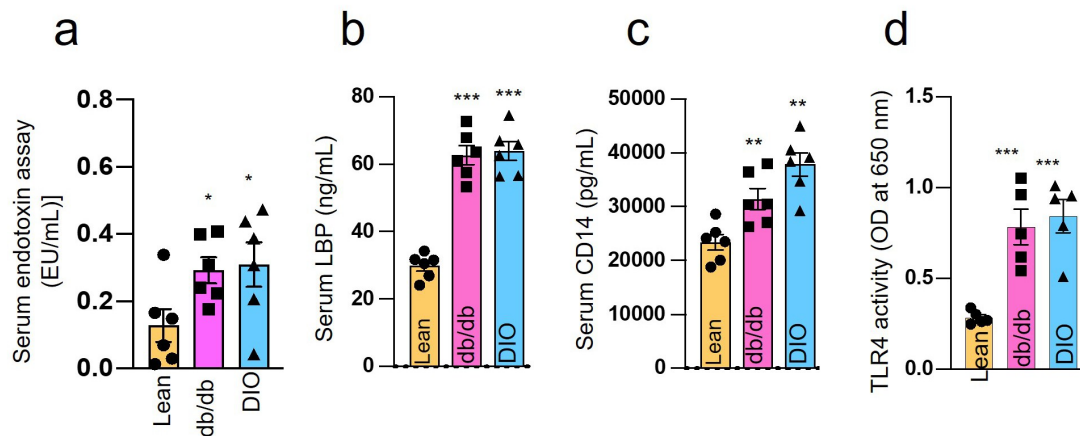 a
b
c
d
Serum endotoxin assay
(EU/mL)]
0.8
0.6
0.4
0.2
0.0
*
*
Lean
db/db
DIO
Serum LBP (ng/mL)
80
60
40
20
0
***
***
Lean
db/db
DIO
Serum CD14 (pg/mL)
50000
40000
30000
20000
10000
0
**
**
Lean
db/db
DIO
TLR4 activity (OD at 650 nm)
1.5
1.0
0.5
0.0
***
***
Lean
db/db
DIO